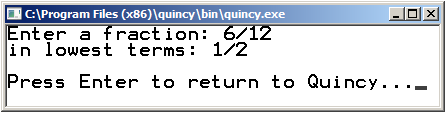 C:\Program Files (x86)\quincy\bin\quincy.exe
Enter a fraction: 6/12
in lowest terms: 1/2
Press Enter to return to Quincy...